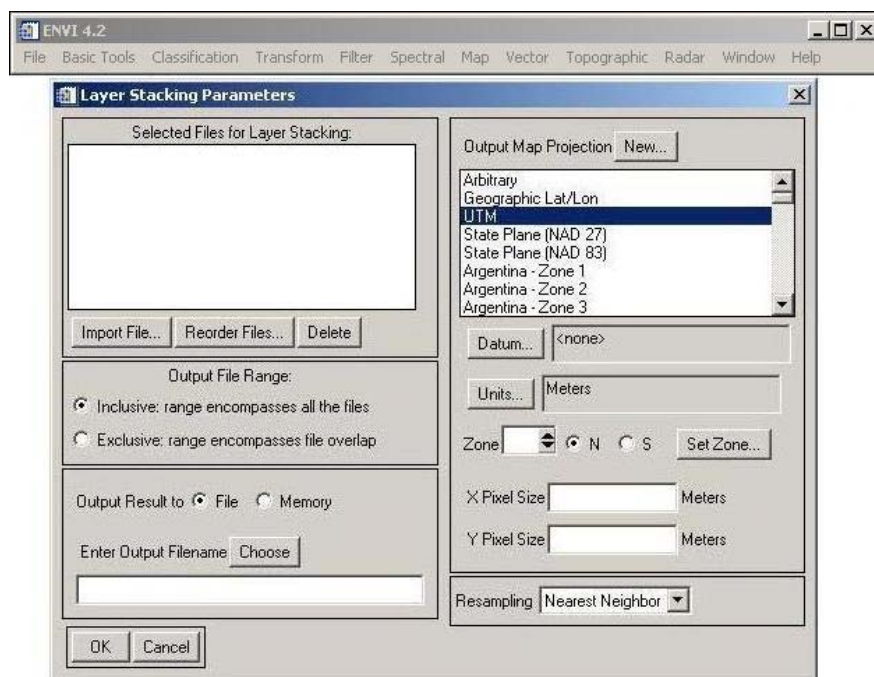 ENVI 4.2
File Basic Tools Classification Transform Filter Spectral Map Vector Topographic Radar Window Help
Layer Stacking Parameters
Selected Files for Layer Stacking:
Import File... Reorder Files... Delete
Output File Range:
Inclusive: range encompasses all the files
Exclusive: range encompasses file overlap
Output Result to File Memory
Enter Output Filename Choose
OK Cancel
Output Map Projection New...
Arbitrary
Geographic Lat/Lon
UTM
State Plane (NAD 27)
State Plane (NAD 83)
Argentina - Zone 1
Argentina - Zone 2
Argentina - Zone 3
Datum... <none>
Units... Meters
Zone N S Set Zone...
X Pixel Size Meters
Y Pixel Size Meters
Resampling Nearest Neighbor